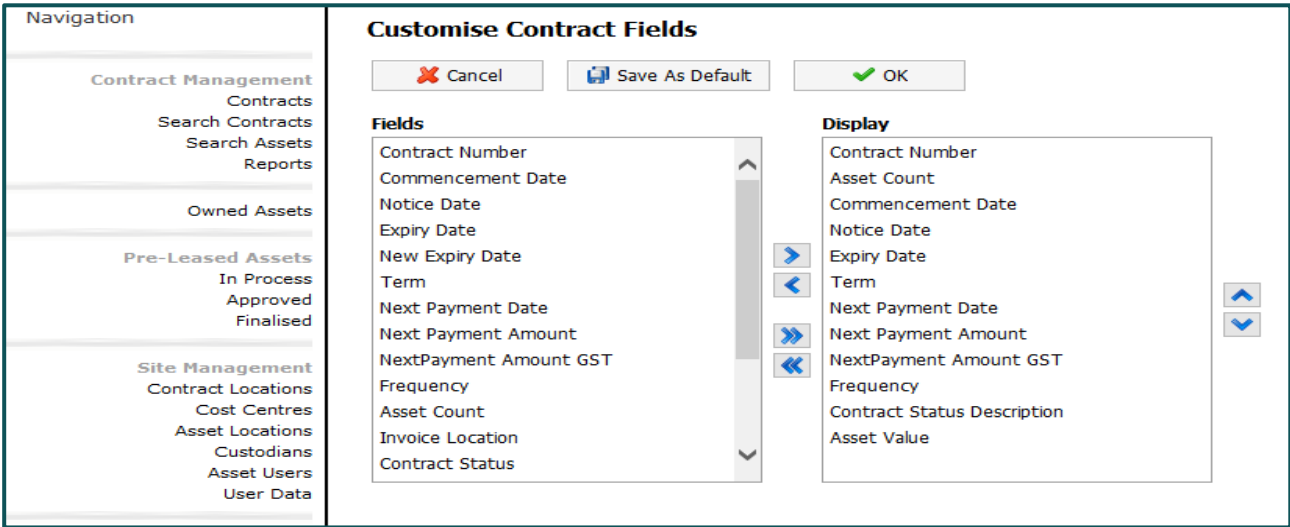 Navigation
Contract Management
Contracts
Search Contracts
Search Assets
Reports
Owned Assets
Pre-Leased Assets
In Process
Approved
Finalised
Site Management
Contract Locations
Cost Centres
Asset Locations
Custodians
Asset Users
User Data
Customise Contract Fields
Cancel
Save As Default
OK
Fields
Contract Number
Commencement Date
Notice Date
Expiry Date
New Expiry Date
Term
Next Payment Date
Next Payment Amount
NextPayment Amount GST
Frequency
Asset Count
Invoice Location
Contract Status
Display
Contract Number
Asset Count
Commencement Date
Notice Date
Expiry Date
Term
Next Payment Date
Next Payment Amount
NextPayment Amount GST
Frequency
Contract Status Description
Asset Value